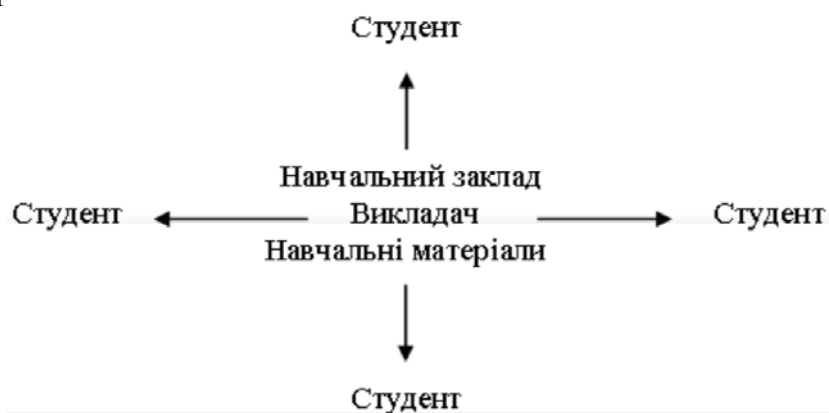 Студент
Навчальний заклад
Студент Викладач Студент
Навчальні матеріали
Студент